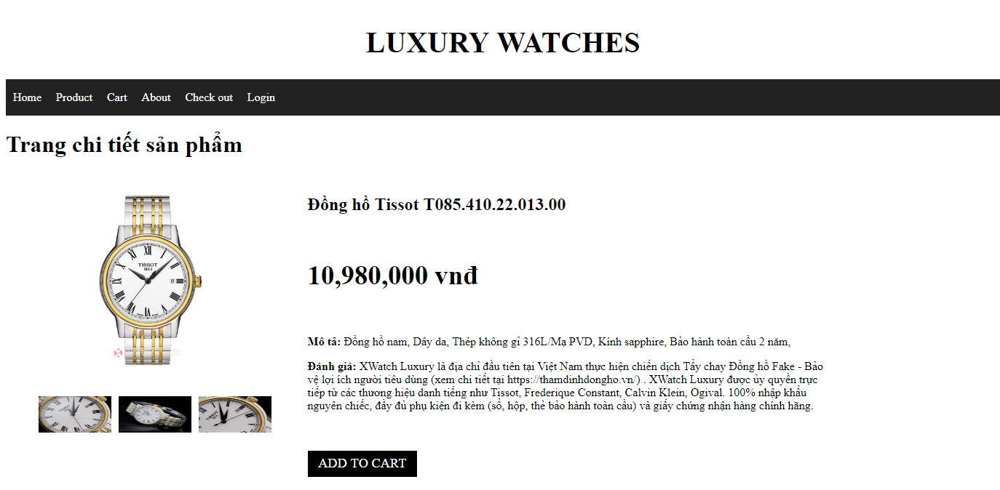 LUXURY WATCHES
Home Product Cart About Check out Login
Trang chi tiết sản phẩm
TISSOT
1853
8
Đồng hồ Tissot T085.410.22.013.00
10,980,000 vnđ
Mô tả: Đồng hồ nam, Dây da, Thép không gỉ 316L/Mạ PVD, Kính sapphire, Bảo hành toàn cầu 2 năm,
Đánh giá: XWatch Luxury là địa chỉ đầu tiên tại Việt Nam thực hiện chiến dịch Tẩy chay Đồng hồ Fake - Bảo
vệ lợi ích người tiêu dùng (xem chi tiết tại https://thamdinhdongho.vn/) . XWatch Luxury được ủy quyền trực
tiếp từ các thương hiệu danh tiếng như Tissot, Frederique Constant, Calvin Klein, Ogival. 100% nhập khẩu
nguyên chiếc, đầy đủ phụ kiện đi kèm (sổ, hộp, thẻ bảo hành toàn cầu) và giấy chứng nhận hàng chính hãng.
ADD TO CART